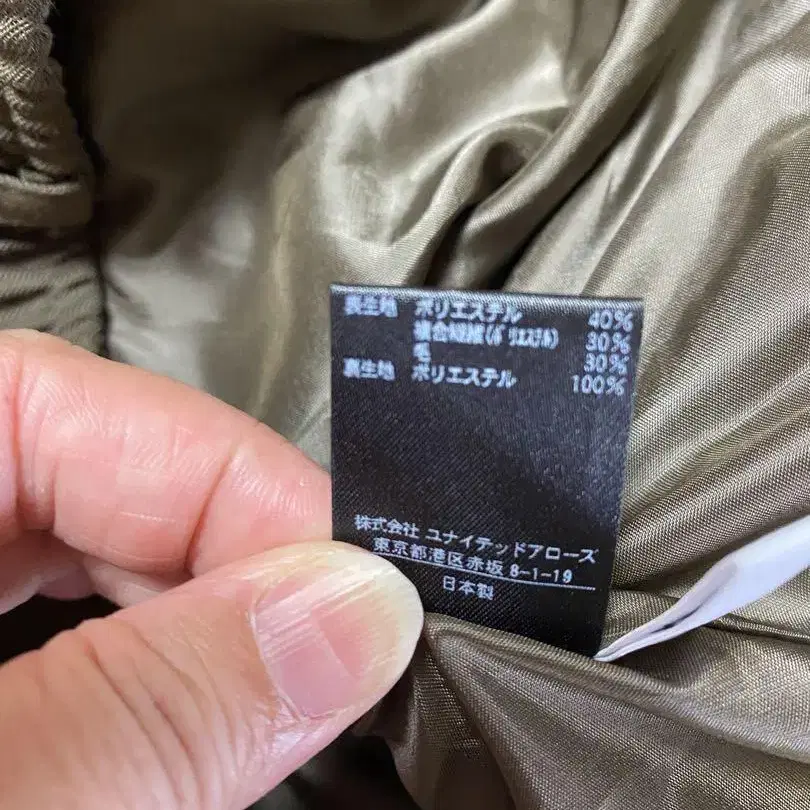 表生地 ポリエステル 40%
複合繊維(ポリエステル) 30%
毛 30%
裏生地 ポリエステル 100%
株式会社 ユナイテッドアローズ
東京都港区赤坂 8-1-19
日本製